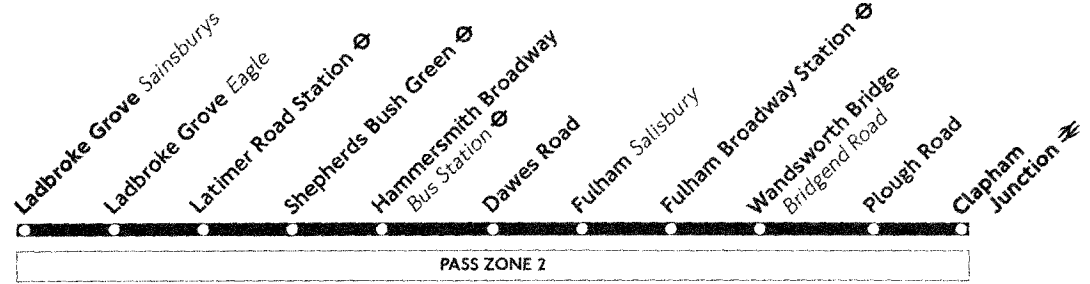 Ladbroke Grove Sainsburys
Ladbroke Grove Eagle
Latimer Road Station
Shepherds Bush Green
Hammersmith Broadway
Bus Station
Dawes Road
Fulham Salisbury
Fulham Broadway Station
Wandsworth Bridge
Bridgend Road
Plough Road
Clapham
Junction
PASS ZONE 2